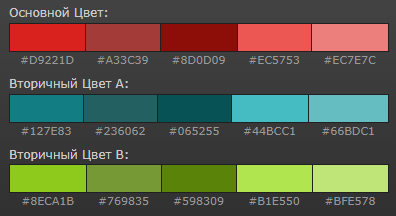 Основной Цвет:
#D9221D #A33C39 #8D0D09 #EC5753 #EC7E7C
Вторичный Цвет A:
#127E83 #236062 #065255 #44BCC1 #66BDC1
Вторичный Цвет B:
#8ECA1B #769835 #598309 #B1E550 #BFE578